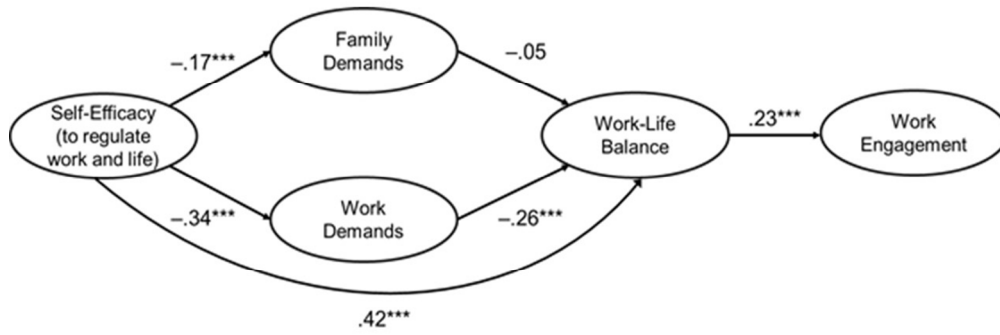 Family
Demands
–.17***
–.05
Self-Efficacy
(to regulate
work and life)
Work-Life
Balance
.23***
Work
Engagement
–.34***
Work
Demands
–.26***
.42***